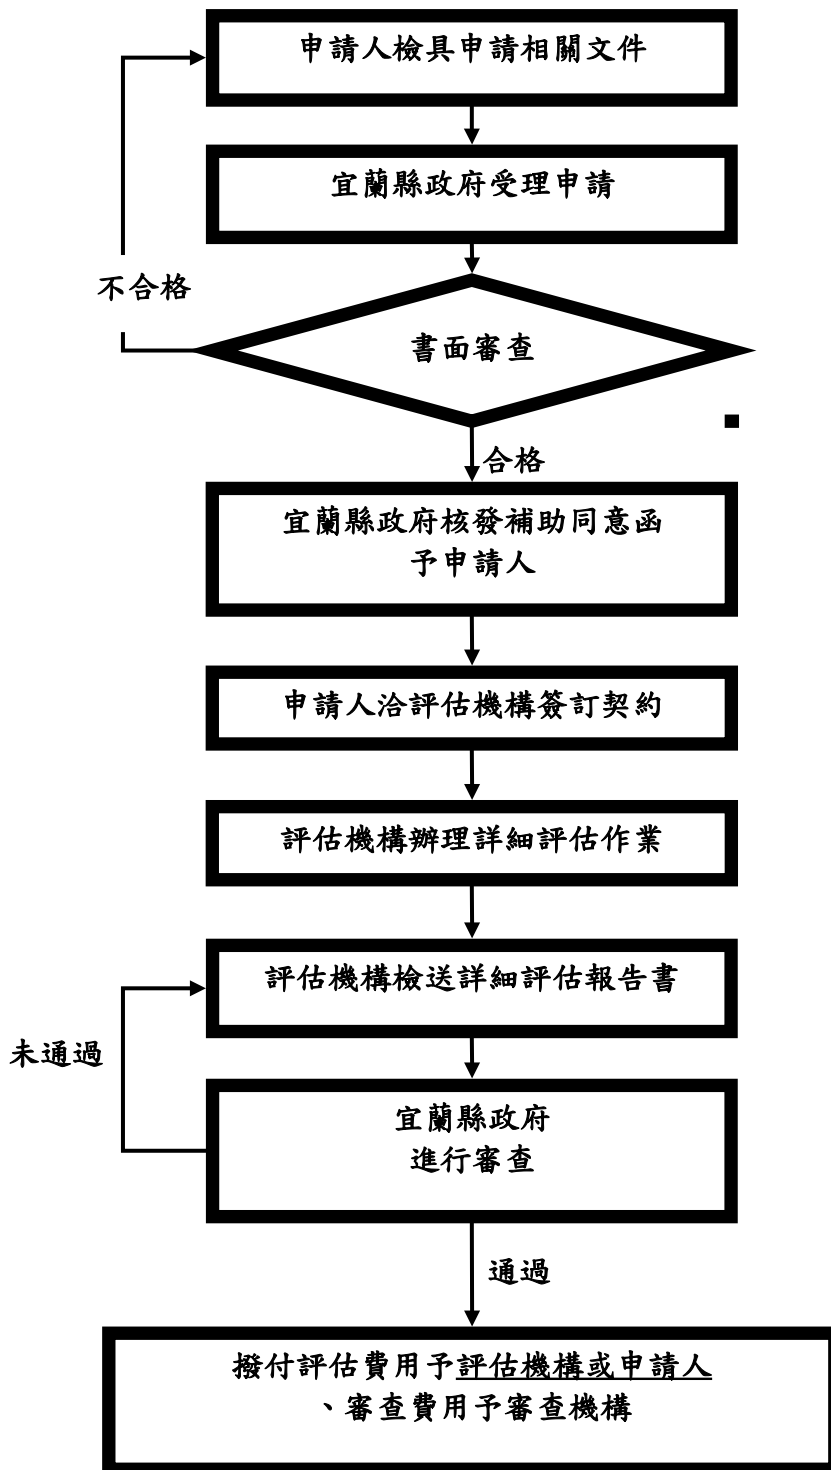 申請人檢具申請相關文件
宜蘭縣政府受理申請
不合格
書面審查
合格
宜蘭縣政府核發補助同意函
予申請人
申請人洽評估機構簽訂契約
評估機構辦理詳細評估作業
評估機構檢送詳細評估報告書
未通過
宜蘭縣政府
進行審查
通過
撥付評估費用予評估機構或申請人
、審查費用予審查機構